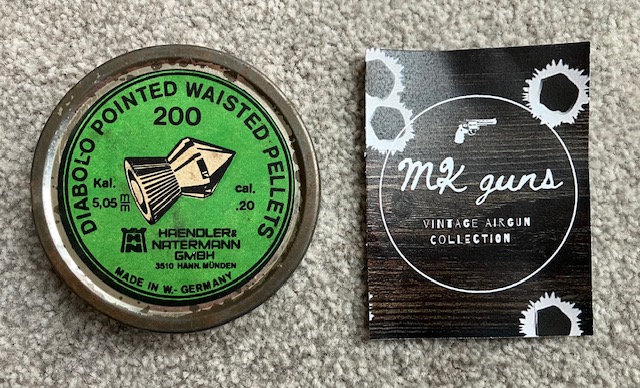 DIABOLO POINTED WAISTED PELLETS
200
Kal.
5,05
cal.
.20
HAENDLER &
NATERMANN
GMBH
3510 HANN. MÜNDEN
MADE IN W.- GERMANY
MK guns
VINTAGE AIRGUN
COLLECTION